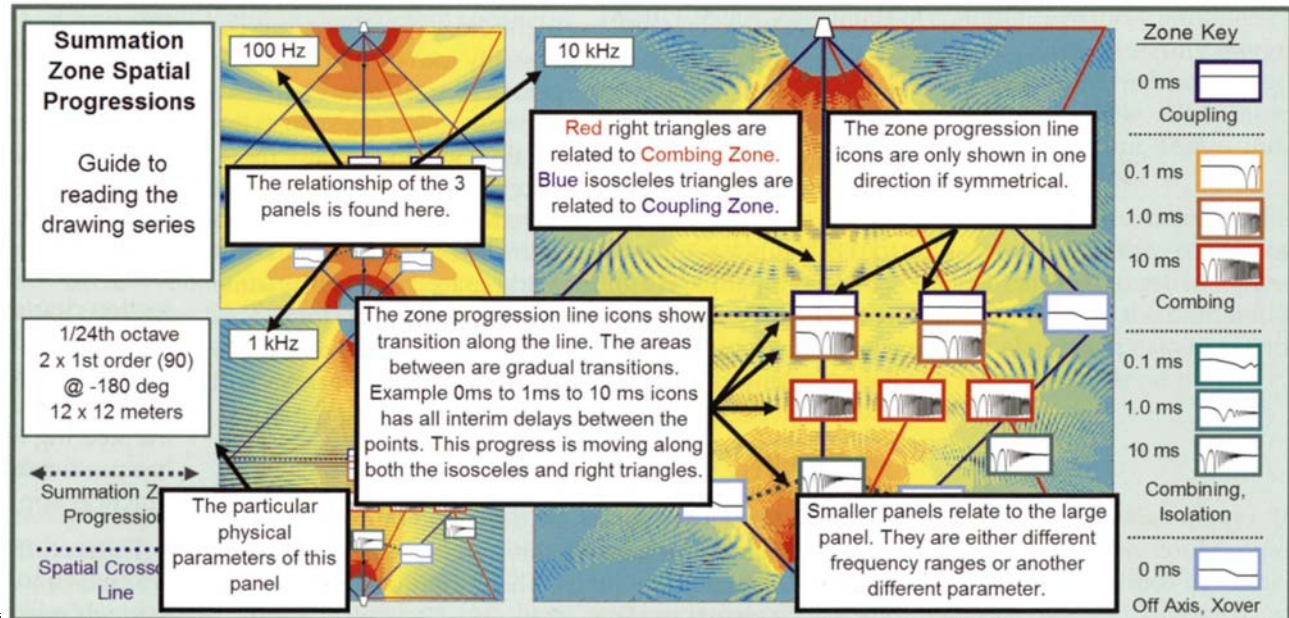 Summation
Zone Spatial
Progressions
Guide to
reading the
drawing series
1/24th octave
2 x 1st order (90)
@ -180 deg
12 x 12 meters
Summation Z
Progression
Spatial Crosso
Line
100 Hz
The relationship of the 3
panels is found here.
1 kHz
The particular
physical
parameters of this
panel
10 kHz
Red right triangles are
related to Combing Zone.
Blue isoscleles triangles are
related to Coupling Zone.
The zone progression line
icons are only shown in one
direction if symmetrical.
The zone progression line icons show
transition along the line. The areas
between are gradual transitions.
Example 0ms to 1ms to 10 ms icons
has all interim delays between the
points. This progress is moving along
both the isosceles and right triangles.
Smaller panels relate to the large
panel. They are either different
frequency ranges or another
different parameter.
Zone Key
0 ms
Coupling
0.1 ms
1.0 ms
10 ms
Combing
0.1 ms
1.0 ms
10 ms
Combining,
Isolation
0 ms
Off Axis, Xover